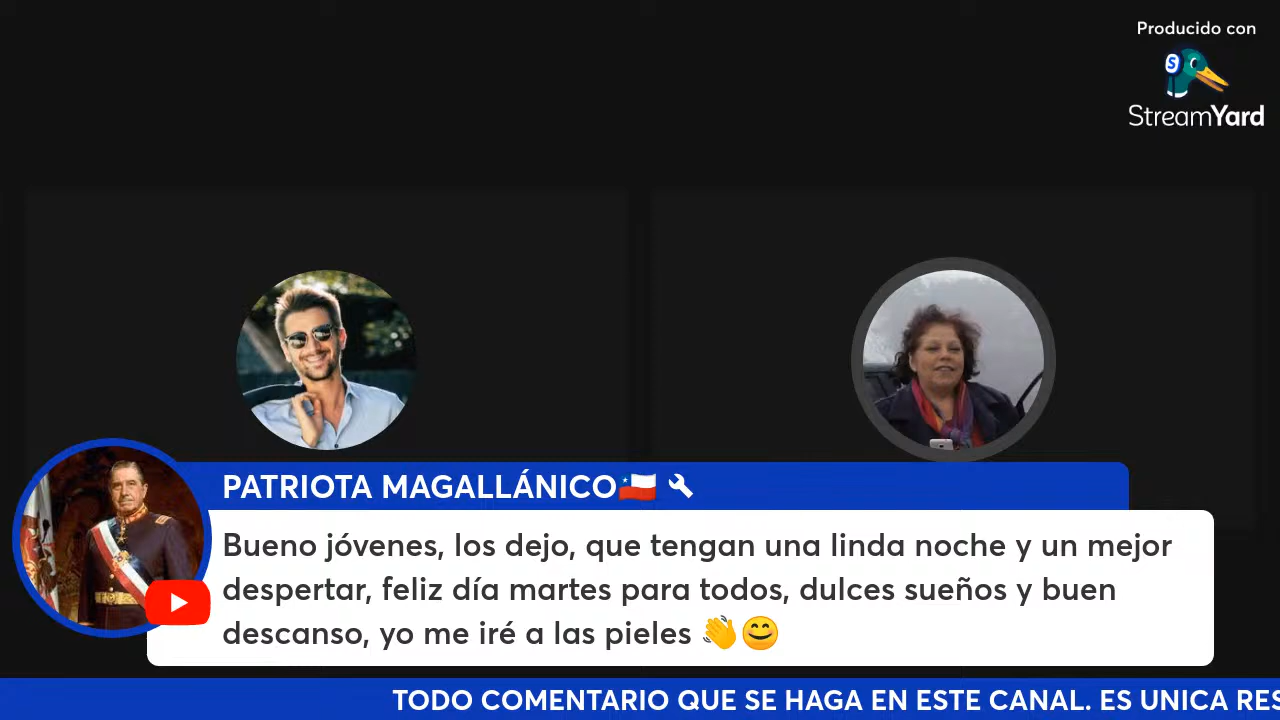 Producido con
StreamYard
PATRIOTA MAGALLÁNICO🇨🇱🔧
Bueno jóvenes, los dejo, que tengan una linda noche y un mejor
despertar, feliz día martes para todos, dulces sueños y buen
descanso, yo me iré a las pieles 👋😊
TODO COMENTARIO QUE SE HAGA EN ESTE CANAL. ES UNICA RES